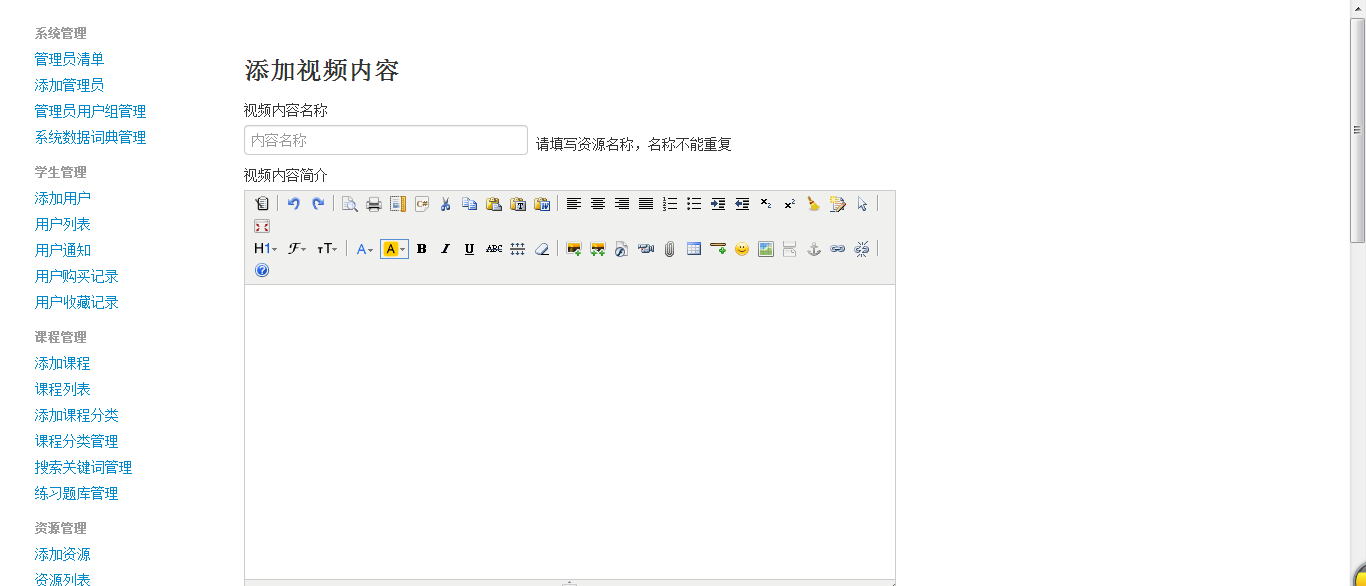 系统管理
管理员清单
添加管理员
管理员用户组管理
系统数据词典管理
学生管理
添加用户
用户列表
用户通知
用户购买记录
用户收藏记录
课程管理
添加课程
课程列表
添加课程分类
课程分类管理
搜索关键词管理
练习题库管理
资源管理
添加资源
资源列表
添加视频内容
视频内容名称
内容名称 请填写资源名称，名称不能重复
视频内容简介
H1 F TT A A B I U ABC